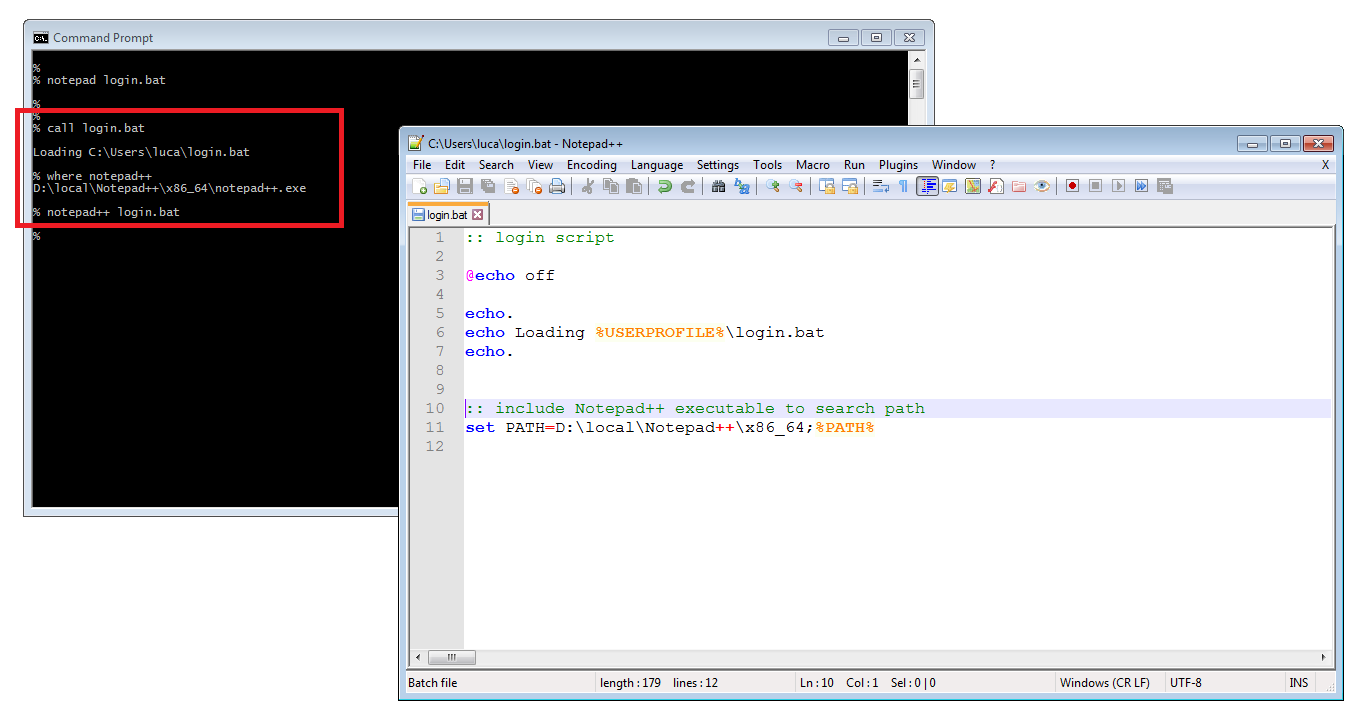 Command Prompt
%
% notepad login.bat
%
%
% call login.bat
Loading C:\Users\luca\login.bat
% where notepad++
D:\local\Notepad++\x86_64\notepad++.exe
% notepad++ login.bat
%
C:\Users\luca\login.bat - Notepad++
File Edit Search View Encoding Language Settings Tools Macro Run Plugins Window ? X
login.bat
1 :: login script
2
3 @echo off
4
5 echo.
6 echo Loading %USERPROFILE%\login.bat
7 echo.
8
9
10 :: include Notepad++ executable to search path
11 set PATH=D:\local\Notepad++\x86_64;%PATH%
12
Batch file length : 179 lines : 12 Ln : 10 Col : 1 Sel : 0 | 0 Windows (CR LF) UTF-8 INS